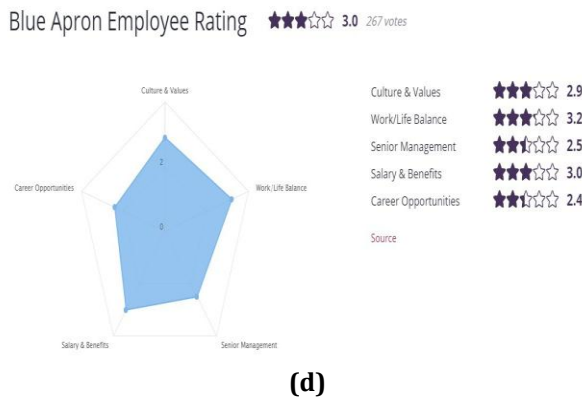 Blue Apron Employee Rating 3.0 267 votes
Culture & Values
2
Career Opportunities
Work/Life Balance
0
Salary & Benefits
Senior Management
Culture & Values 2.9
Work/Life Balance 3.2
Senior Management 2.5
Salary & Benefits 3.0
Career Opportunities 2.4
Source
(d)